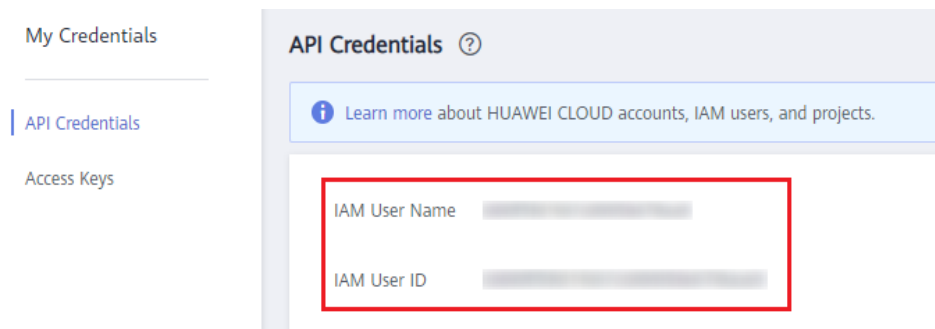 My Credentials
API Credentials
Access Keys
API Credentials ?
Learn more about HUAWEI CLOUD accounts, IAM users, and projects.
IAM User Name
IAM User ID